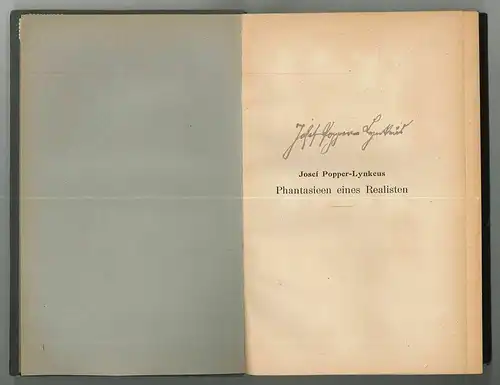 Josef Popper-Lynkeus
Josef Popper-Lynkeus
Phantasieen eines Realisten